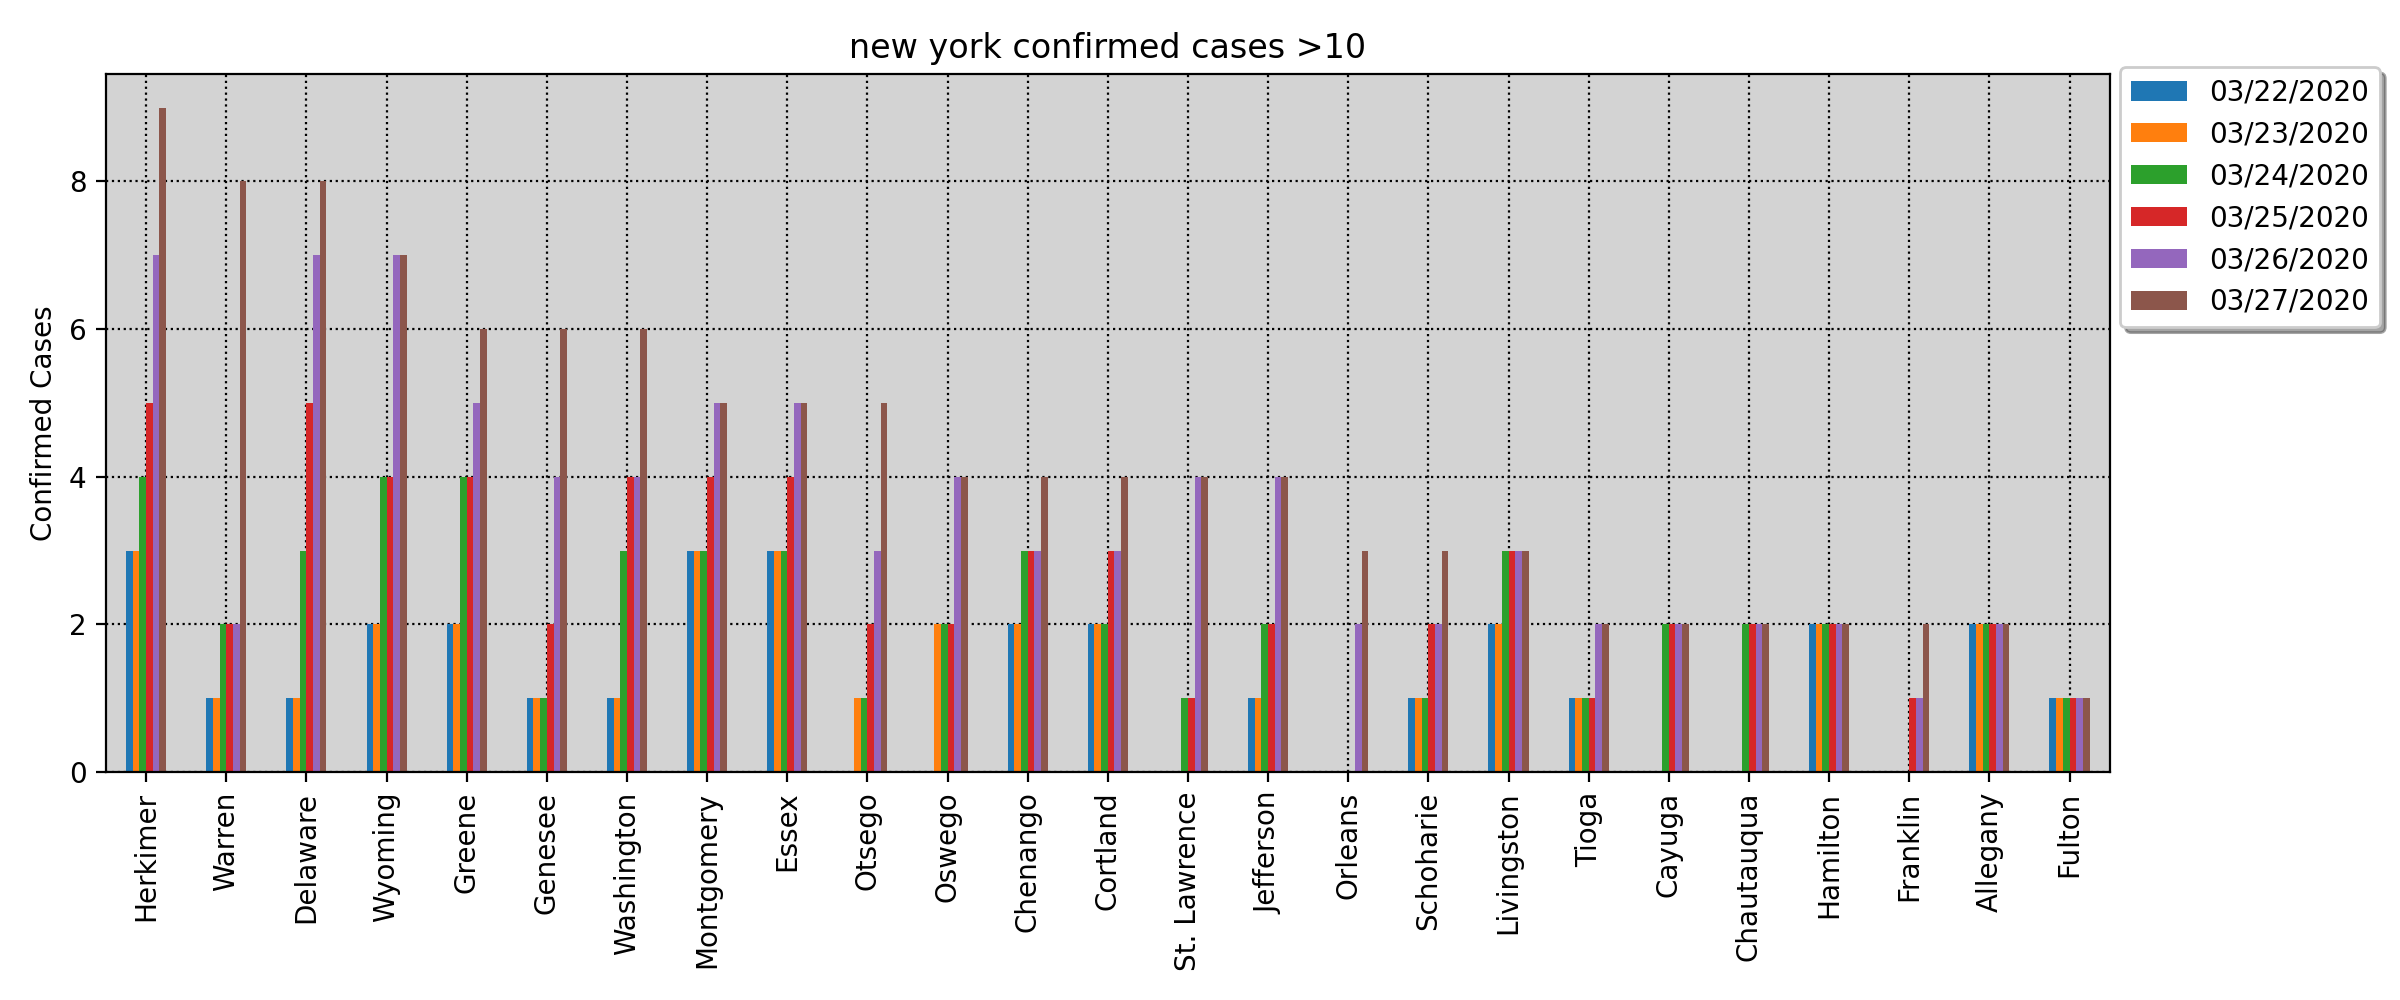 new york confirmed cases >10
03/22/2020
03/23/2020
03/24/2020
03/25/2020
03/26/2020
03/27/2020
Confirmed Cases
8
6
4
2
0
Herkimer
Warren
Delaware
Wyoming
Greene
Genesee
Washington
Montgomery
Essex
Otsego
Oswego
Chenango
Cortland
St. Lawrence
Jefferson
Orleans
Schoharie
Livingston
Tioga
Cayuga
Chautauqua
Hamilton
Franklin
Allegany
Fulton